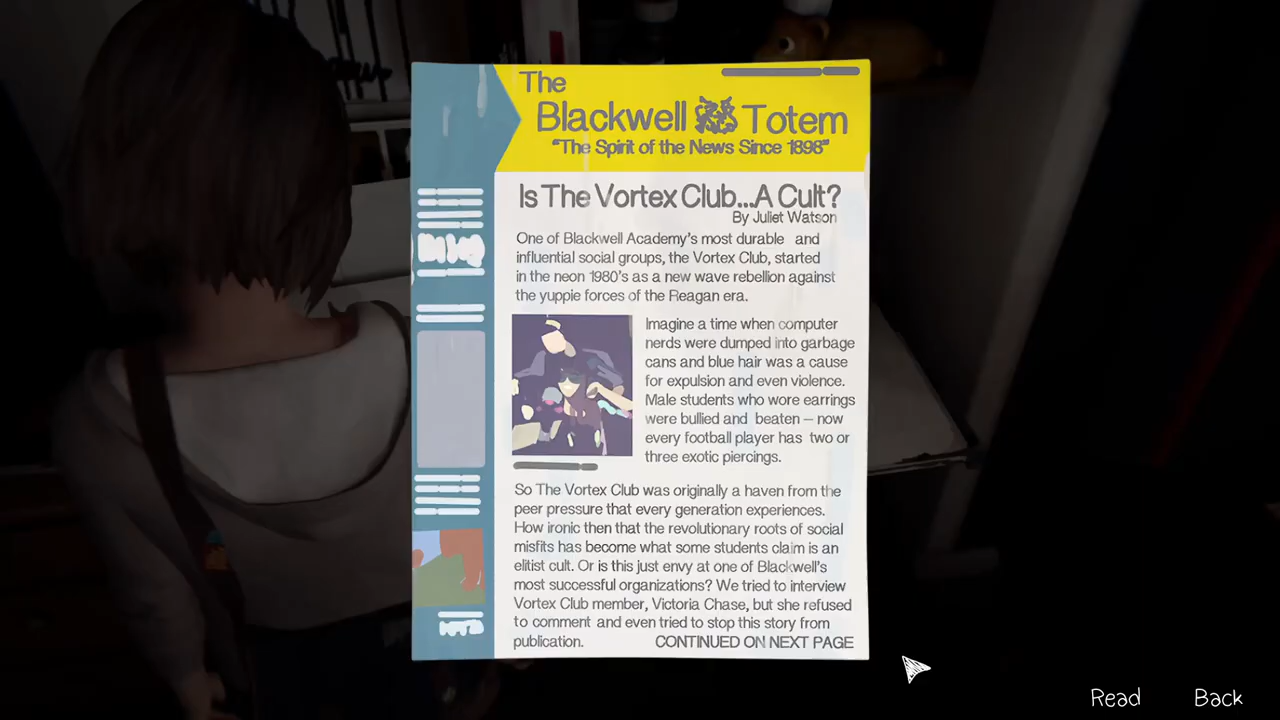 The
Blackwell Totem
"The Spirit of the News Since 1898"
Is The Vortex Club...A Cult?
By Juliet Watson
One of Blackwell Academy's most durable and
influential social groups, the Vortex Club, started
in the neon 1980's as a new wave rebellion against
the yuppie forces of the Reagan era.
Imagine a time when computer
nerds were dumped into garbage
cans and blue hair was a cause
for expulsion and even violence.
Male students who wore earrings
were bullied and beaten – now
every football player has two or
three exotic piercings.
So The Vortex Club was originally a haven from the
peer pressure that every generation experiences.
How ironic then that the revolutionary roots of social
misfits has become what some students claim is an
elitist cult. Or is this just envy at one of Blackwell's
most successful organizations? We tried to interview
Vortex Club member, Victoria Chase, but she refused
to comment and even tried to stop this story from
publication. CONTINUED ON NEXT PAGE
Read Back